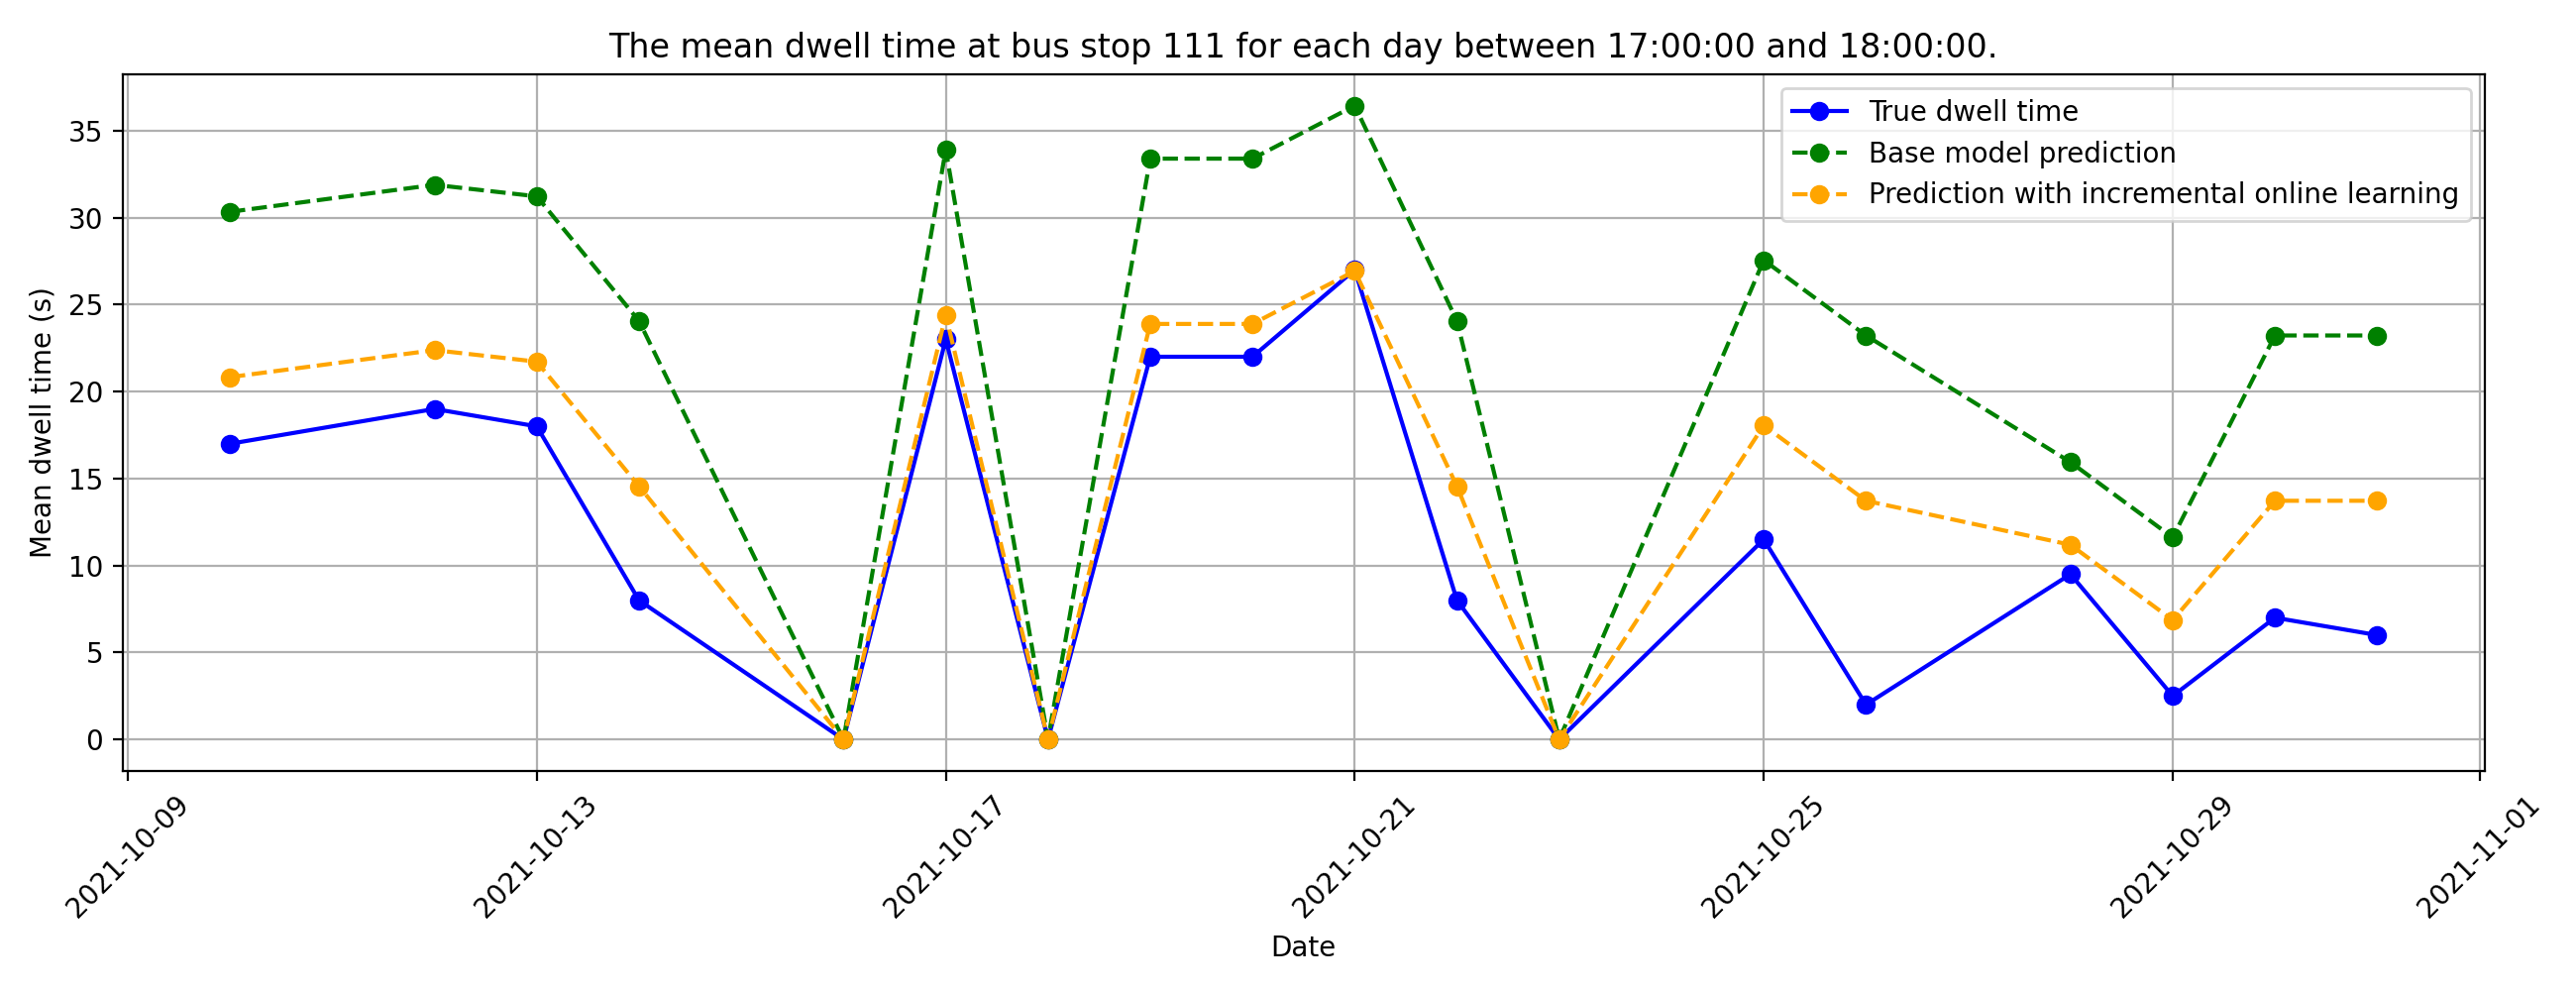 The mean dwell time at bus stop 111 for each day between 17:00:00 and 18:00:00.
True dwell time
Base model prediction
Prediction with incremental online learning
Mean dwell time (s)
35
30
25
20
15
10
5
0
2021-10-09
2021-10-13
2021-10-17
2021-10-21
2021-10-25
2021-10-29
2021-11-01
Date